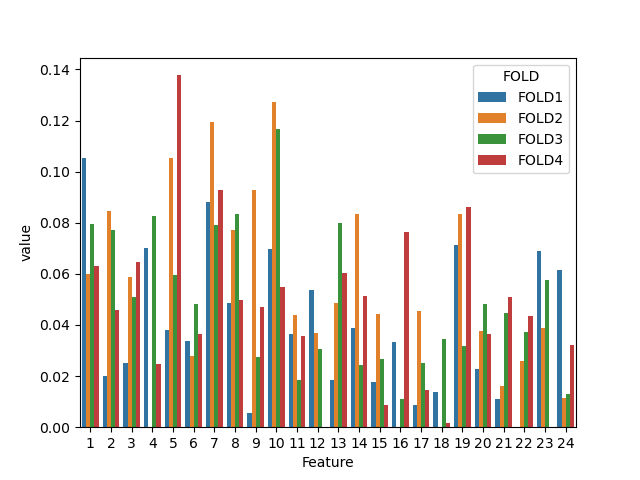 0.14
0.12
0.10
0.08
0.06
0.04
0.02
0.00
value
FOLD
FOLD1
FOLD2
FOLD3
FOLD4
1 2 3 4 5 6 7 8 9 10 11 12 13 14 15 16 17 18 19 20 21 22 23 24
Feature